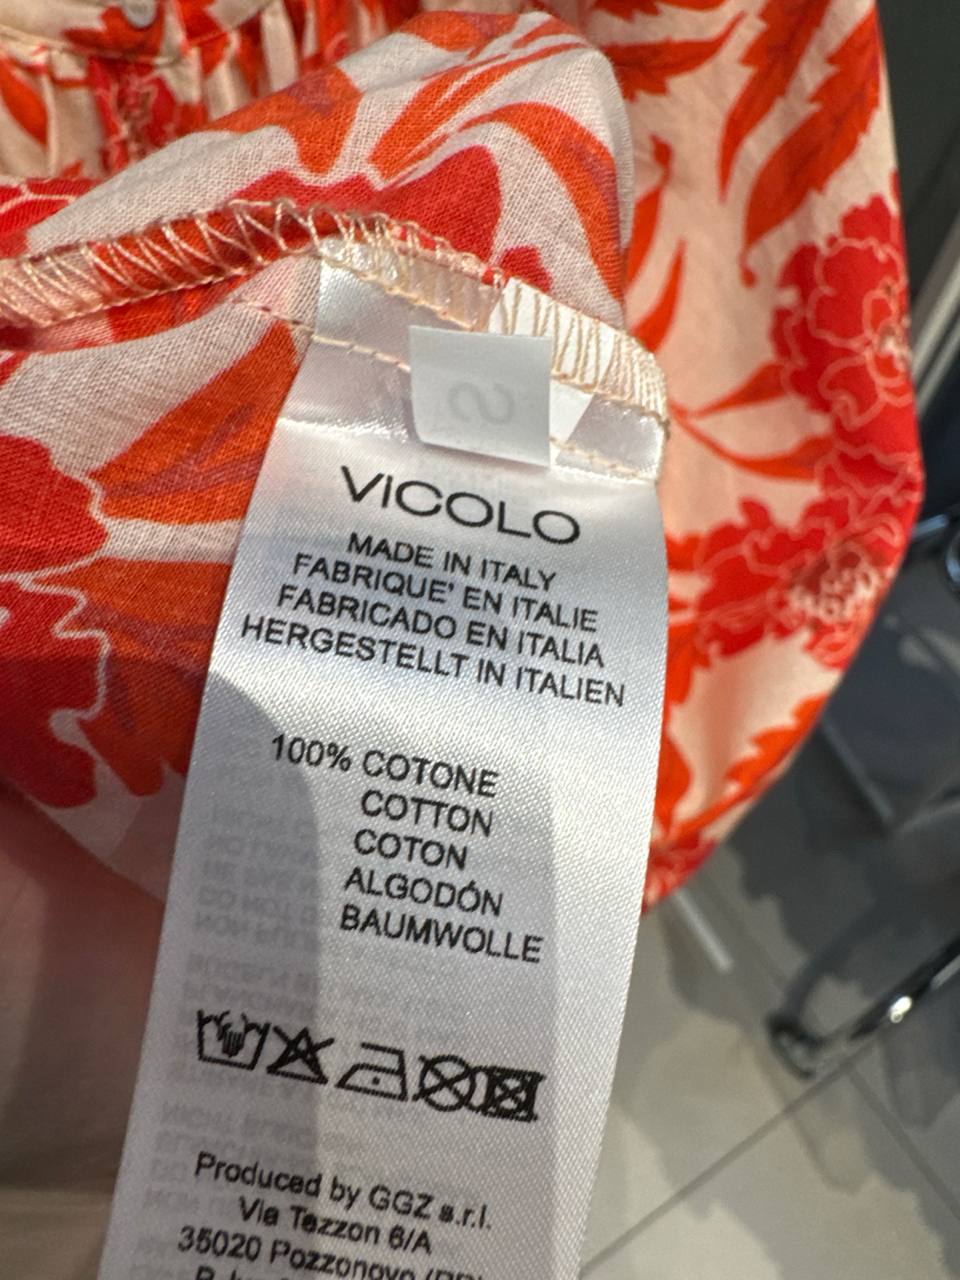 S
VICOLO
MADE IN ITALY
FABRIQUE' EN ITALIE
FABRICADO EN ITALIA
HERGESTELLT IN ITALIEN
100% COTONE
COTTON
COTON
ALGODÓN
BAUMWOLLE
Produced by GGZ s.r.l.
Via Tezzon 6/A
35020 Pozzonovo